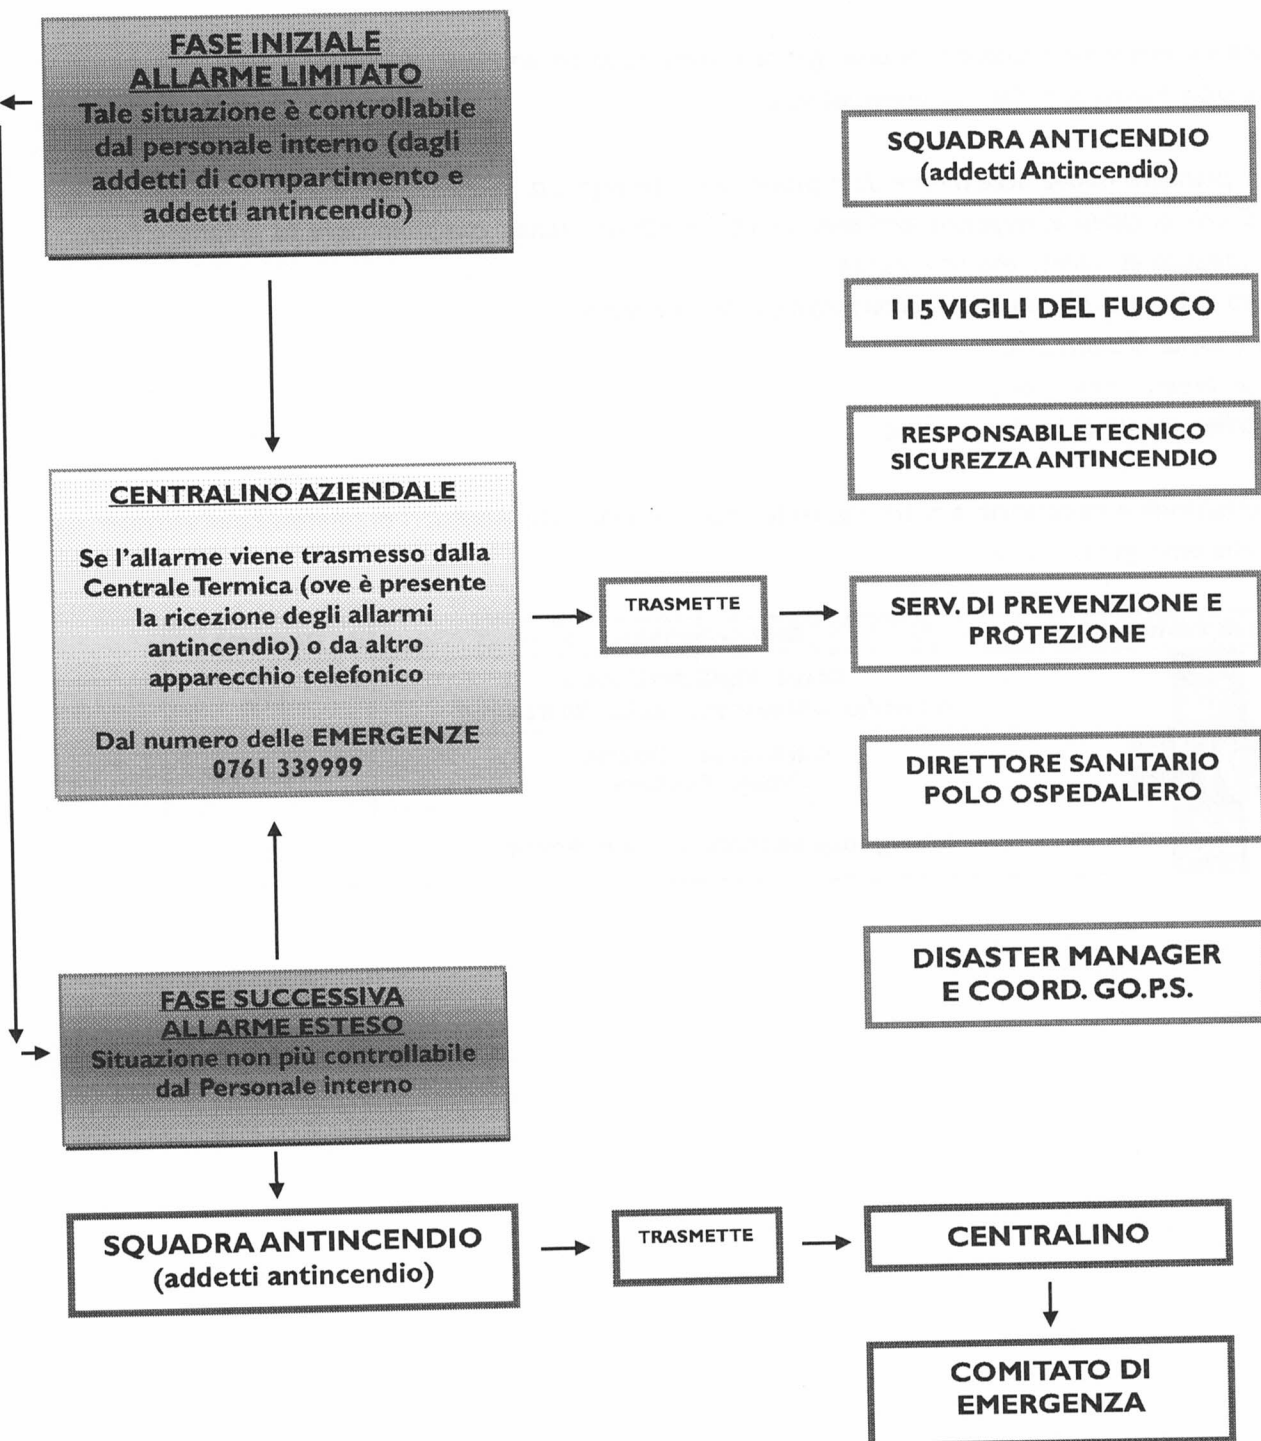 FASE INIZIALE
ALLARME LIMITATO
Tale situazione è controllabile
dal personale interno (dagli
addetti di compartimento e
addetti antincendio)
SQUADRA ANTICENDIO
(addetti Antincendio)
115 VIGILI DEL FUOCO
RESPONSABILE TECNICO
SICUREZZA ANTINCENDIO
CENTRALINO AZIENDALE
Se l'allarme viene trasmesso dalla
Centrale Termica (ove è presente
la ricezione degli allarmi
antincendio) o da altro
apparecchio telefonico
Dal numero delle EMERGENZE
0761 339999
TRASMETTE
SERV. DI PREVENZIONE E
PROTEZIONE
DIRETTORE SANITARIO
POLO OSPEDALIERO
DISASTER MANAGER
E COORD. GO.P.S.
FASE SUCCESSIVA
ALLARME ESTESO
Situazione non più controllabile
dal Personale interno
SQUADRA ANTINCENDIO
(addetti antincendio)
TRASMETTE
CENTRALINO
COMITATO DI
EMERGENZA